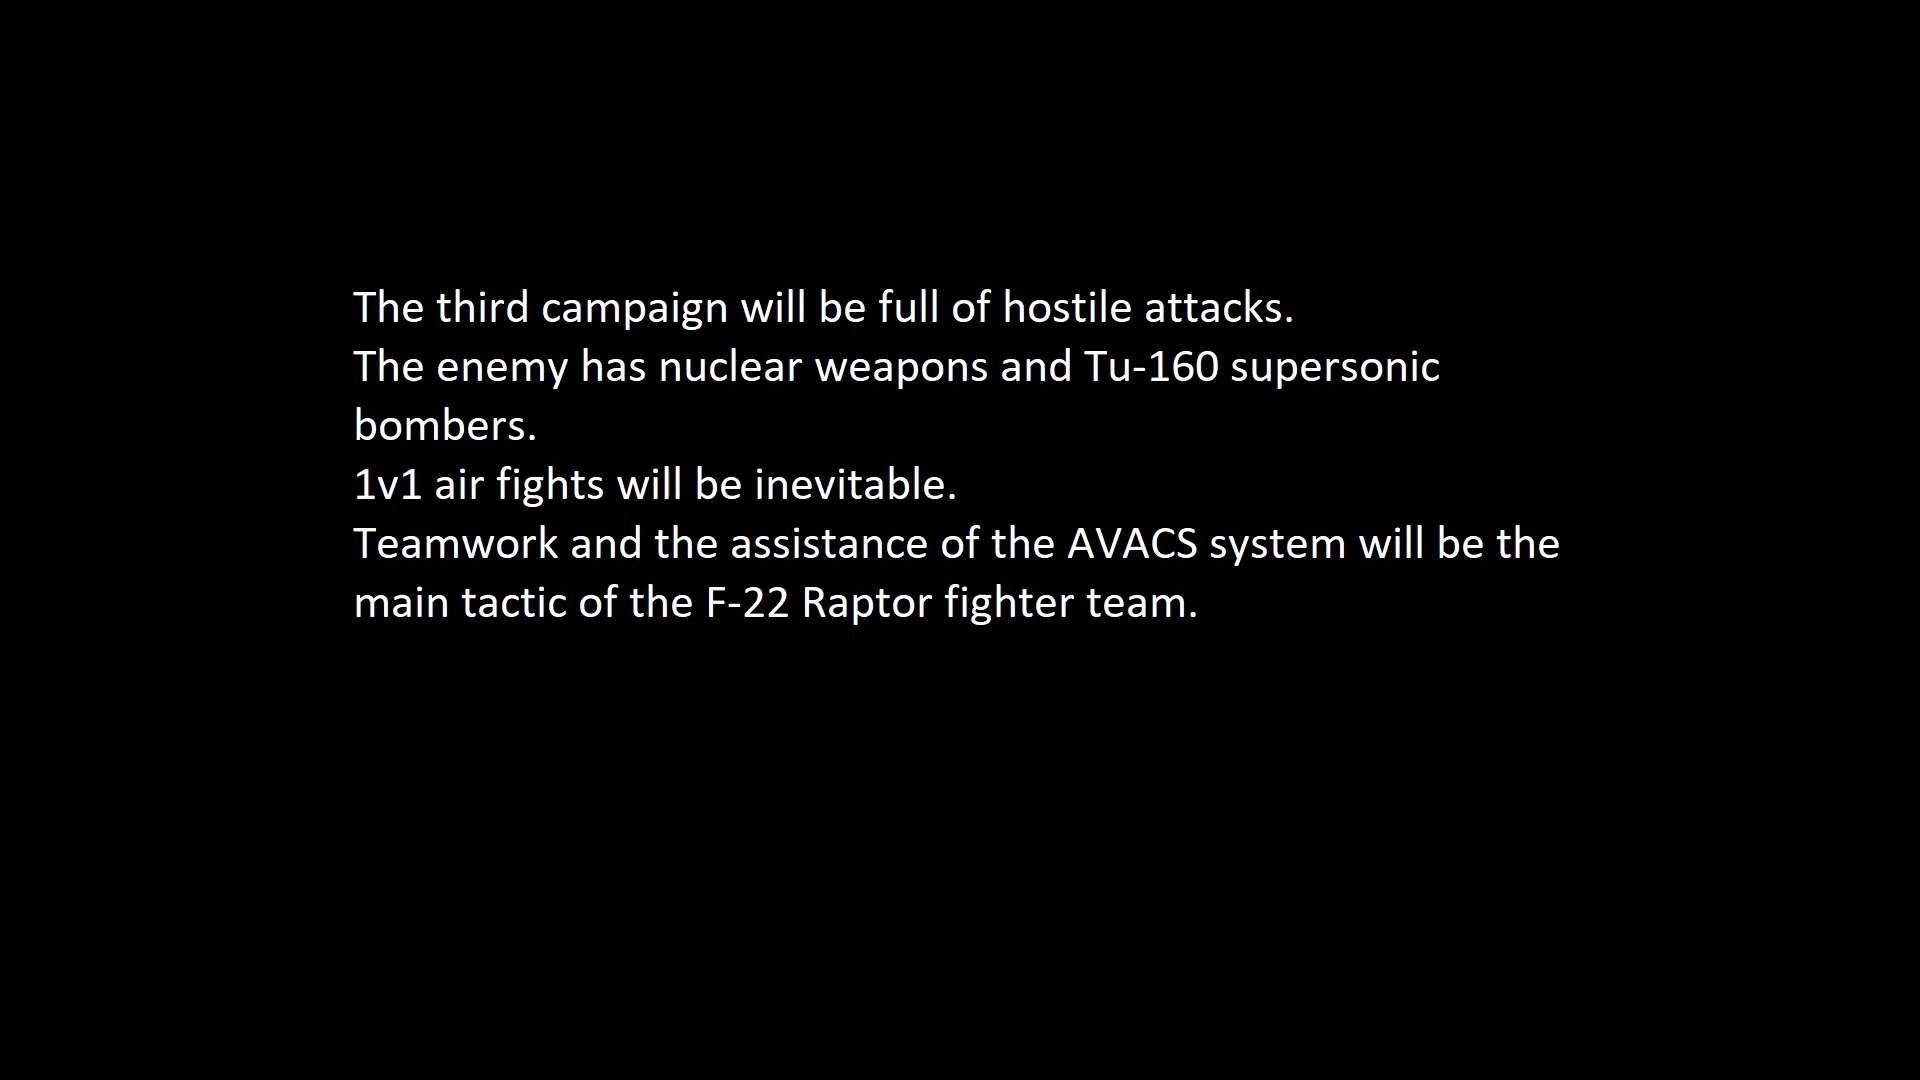 The third campaign will be full of hostile attacks.
The enemy has nuclear weapons and Tu-160 supersonic
bombers.
1v1 air fights will be inevitable.
Teamwork and the assistance of the AVACS system will be the
main tactic of the F-22 Raptor fighter team.